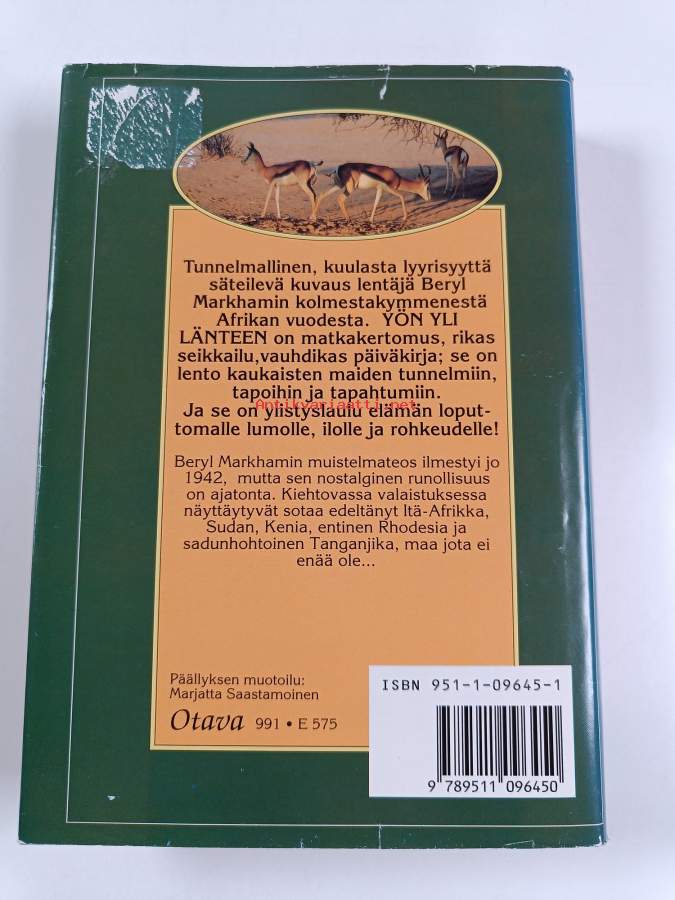 Tunnelmallinen, kuulasta lyyrisyyttä
säteilevä kuvaus lentäjä Beryl
Markhamin kolmestakymmenestä
Afrikan vuodesta. YÖN YLI
LÄNTEEN on matkakertomus, rikas
seikkailu,vauhdikas päiväkirja; se on
lento kaukaisten maiden tunnelmiin,
tapoihin ja tapahtumiin.
Antikvariaatti.net
Ja se on ylistyslaulu elämän loput-
tomalle lumolle, ilolle ja rohkeudelle!
Beryl Markhamin muistelmateos ilmestyi jo
1942, mutta sen nostalginen runollisuus
on ajatonta. Kiehtovassa valaistuksessa
näyttäytyvät sotaa edeltänyt Itä-Afrikka,
Sudan, Kenia, entinen Rhodesia ja
sadunhohtoinen Tanganjika, maa jota ei
enää ole...
Päällyksen muotoilu:
Marjatta Saastamoinen
Otava 991 • E 575
ISBN 951-1-09645-1
9 789511 096450